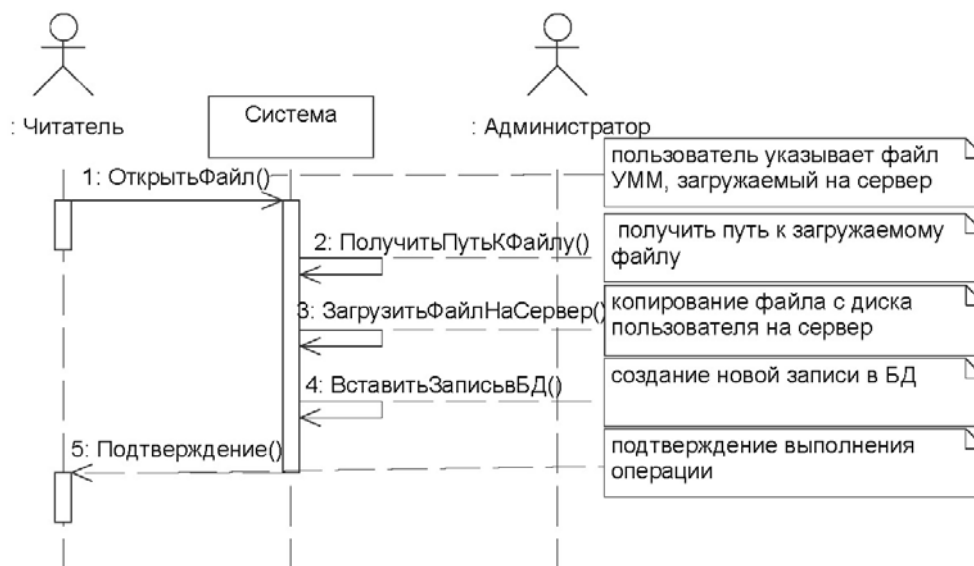 : Читатель
Система
: Администратор
1: ОткрытьФайл()
пользователь указывает файл
УММ, загружаемый на сервер
2: ПолучитьПутьКФайлу()
получить путь к загружаемому
файлу
3: ЗагрузитьФайлНаСервер()
копирование файла с диска
пользователя на сервер
4: ВставитьЗаписьвБД()
создание новой записи в БД
5: Подтверждение()
подтверждение выполнения
операции